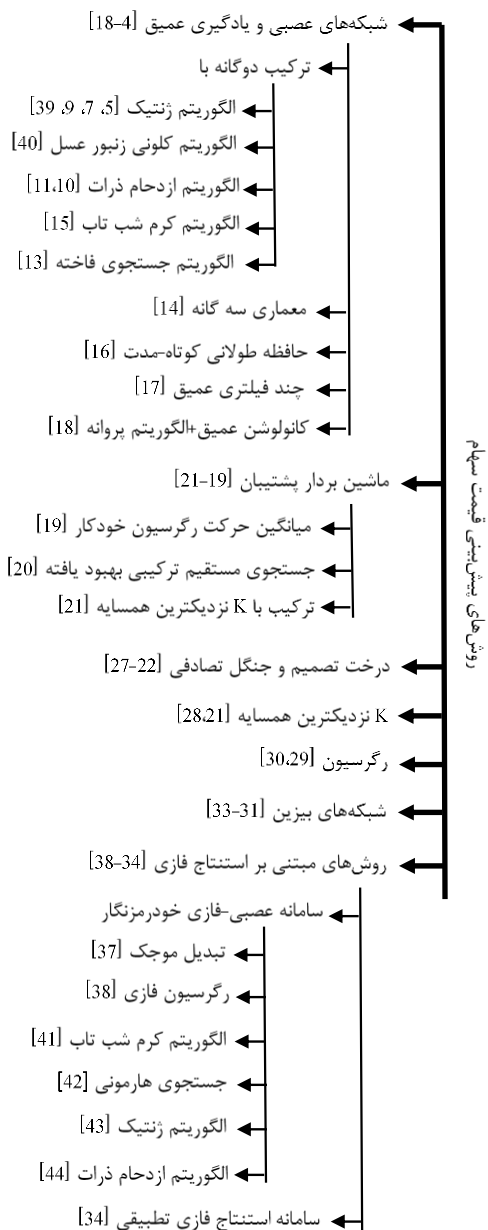 روش‌های پیش‌بینی قیمت سهام
شبکه‌های عصبی و یادگیری عمیق [4-18]
ترکیب دوگانه با
الگوریتم ژنتیک [5، 7، 9، 39]
الگوریتم کلونی زنبور عسل [40]
الگوریتم ازدحام ذرات [10،11]
الگوریتم کرم شب تاب [15]
الگوریتم جستجوی فاخته [13]
معماری سه گانه [14]
حافظه طولانی کوتاه-مدت [16]
چند فیلتری عمیق [17]
کانولوشن عمیق+الگوریتم پروانه [18]
ماشین بردار پشتیبان [19-21]
میانگین حرکت رگرسیون خودکار [19]
جستجوی مستقیم ترکیبی بهبود یافته [20]
ترکیب با K نزدیکترین همسایه [21]
درخت تصمیم و جنگل تصادفی [22-27]
K نزدیکترین همسایه [28،21]
رگرسیون [30،29]
شبکه‌های بیزین [31-33]
روش‌های مبتنی بر استنتاج فازی [34-38]
سامانه عصبی-فازی خودرمزنگار
تبدیل موجک [37]
رگرسیون فازی [38]
الگوریتم کرم شب تاب [41]
جستجوی هارمونی [42]
الگوریتم ژنتیک [43]
الگوریتم ازدحام ذرات [44]
سامانه استنتاج فازی تطبیقی [34]